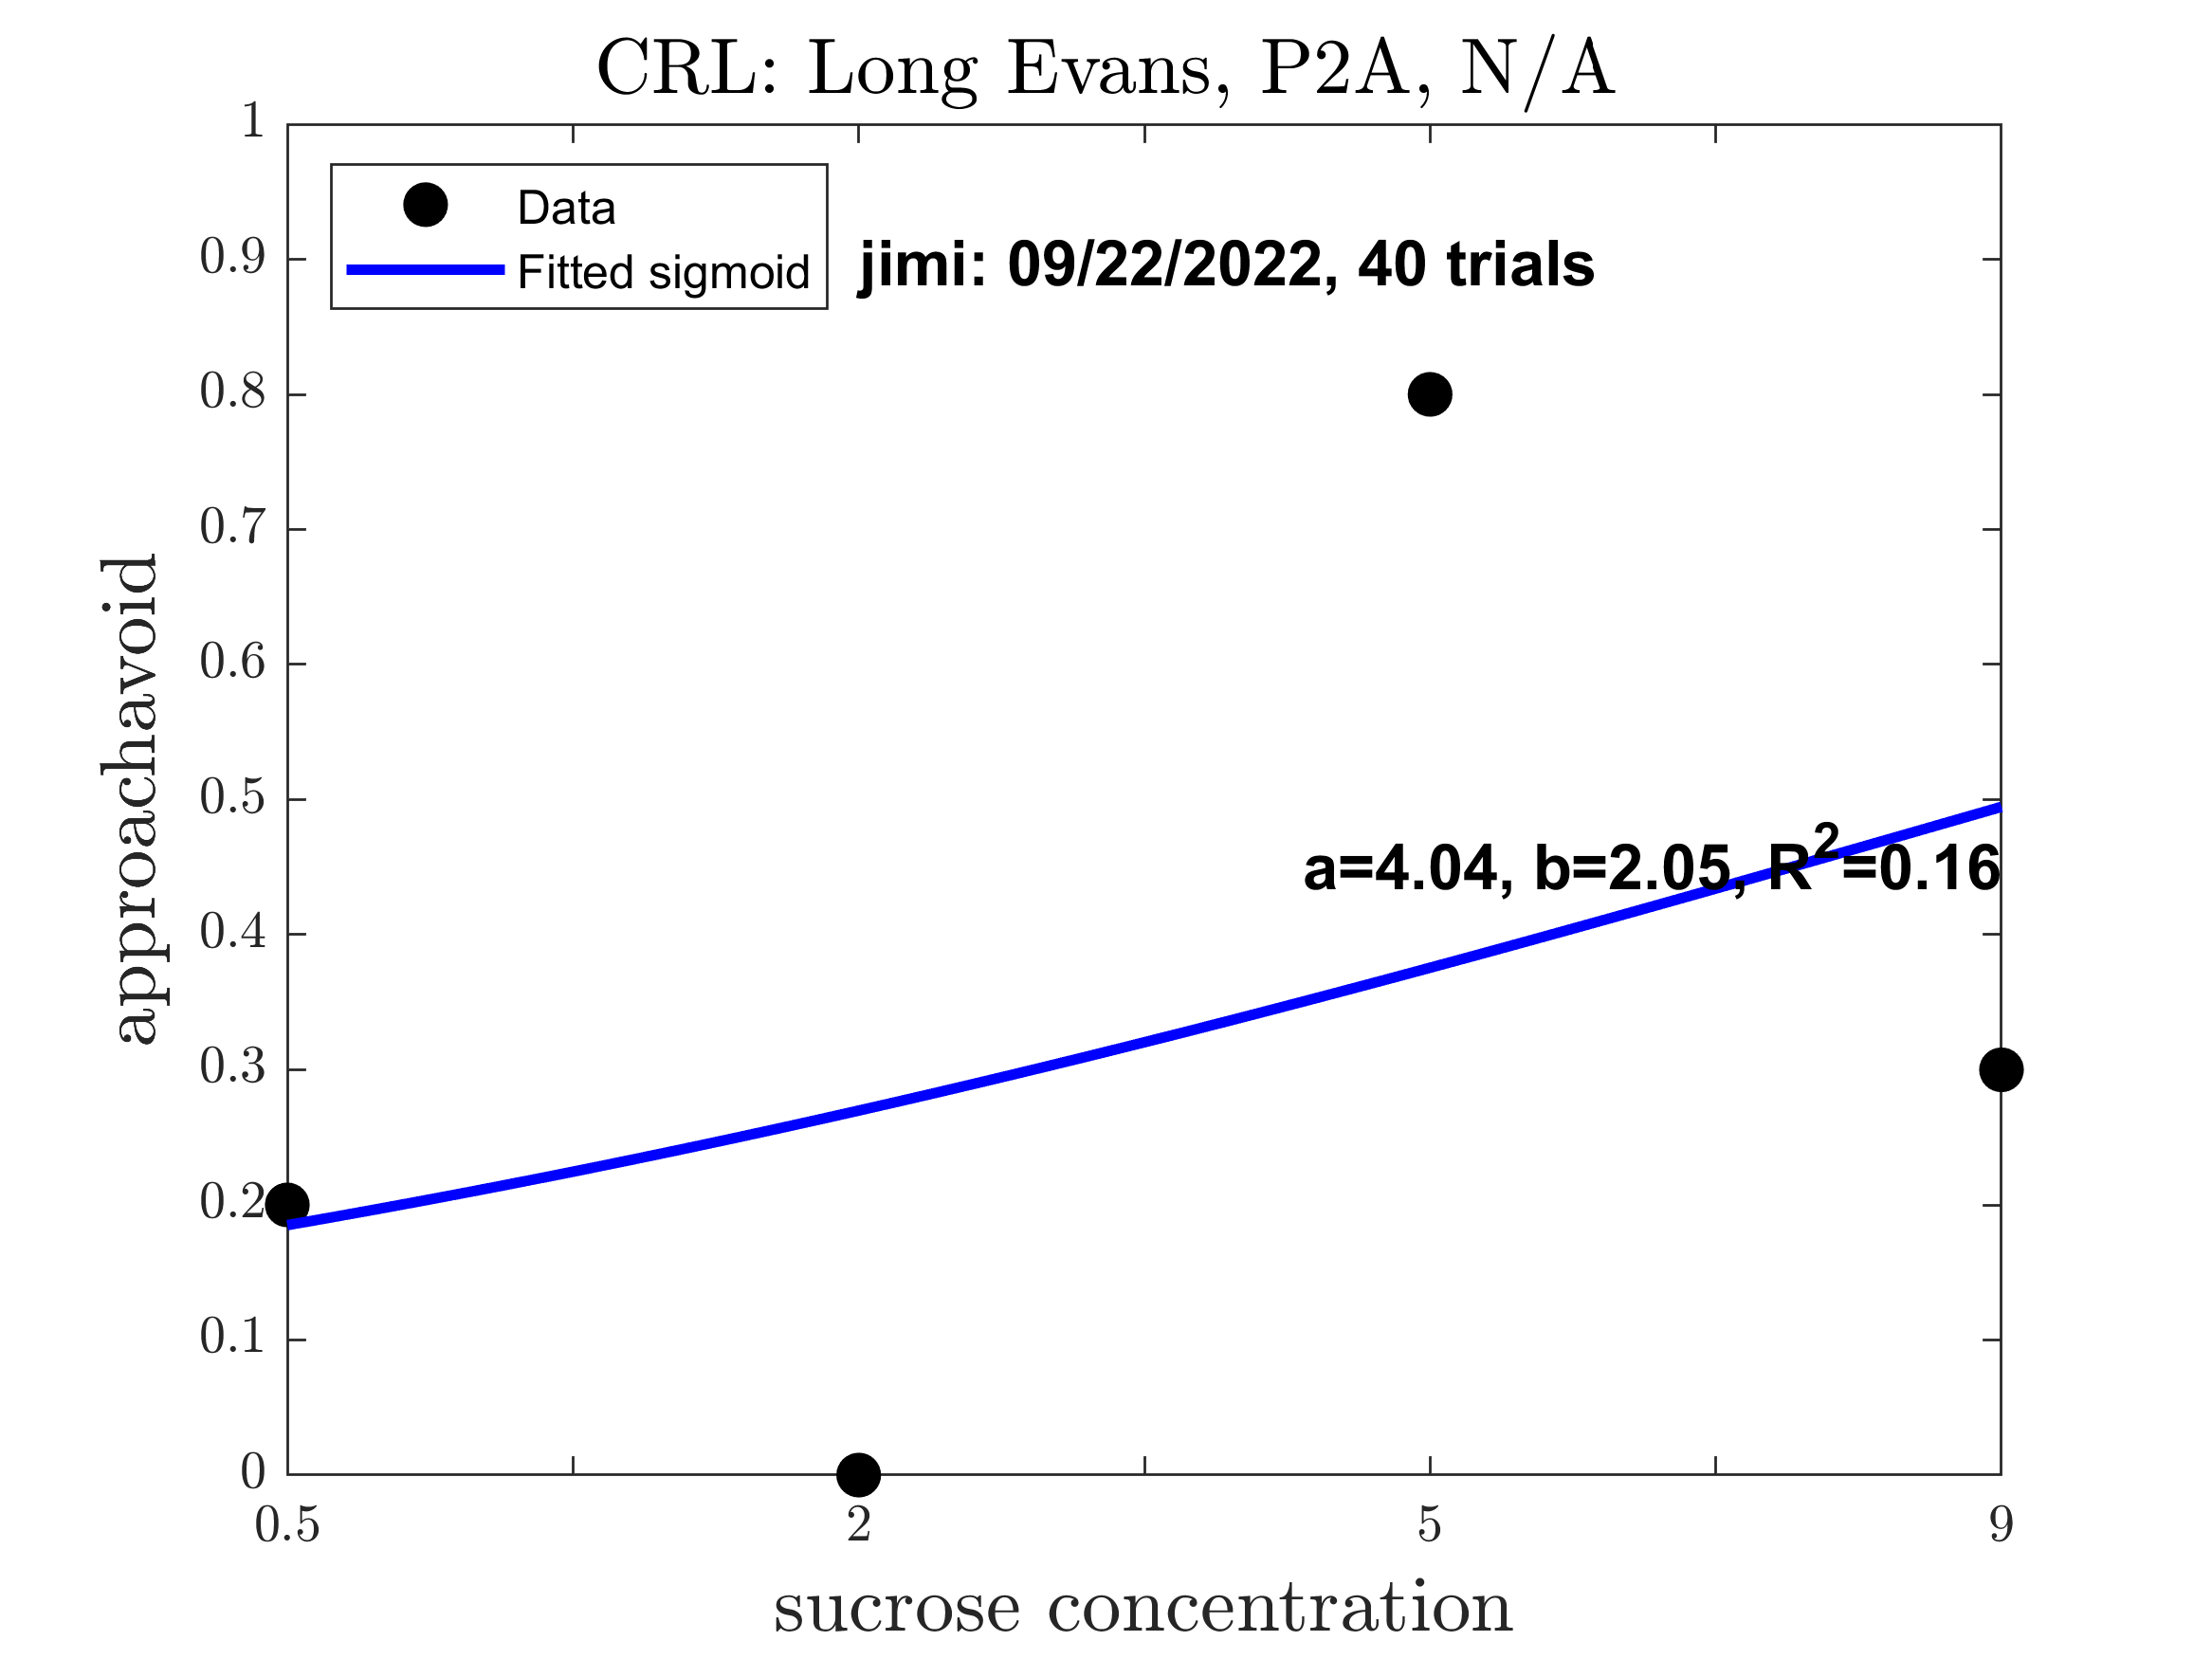 CRL: Long Evans, P2A, N/A
1
Data
Fitted sigmoid
jimi: 09/22/2022, 40 trials
0.9
0.8
0.7
0.6
0.5
a=4.04, b=2.05, R²=0.16
0.4
0.3
0.2
0.1
0
approachavoid
0.5 2 5 9
sucrose concentration